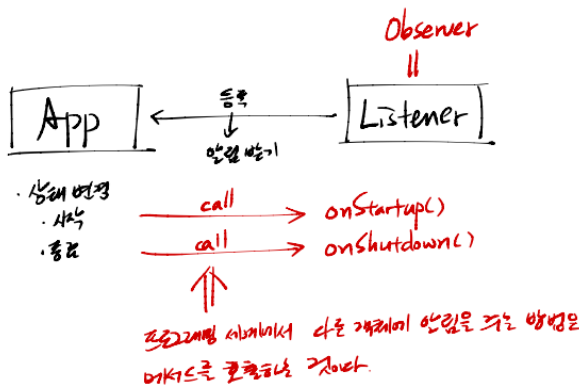 Observer
||
App
등록
알림 받기
Listener
· 상태 변경
· 시작
· 종료
call
onStartup()
call
onShutdown()
프로그래밍 세계에서 다른 객체에 알림을 주는 방법은
메서드를 호출하는 것이다.